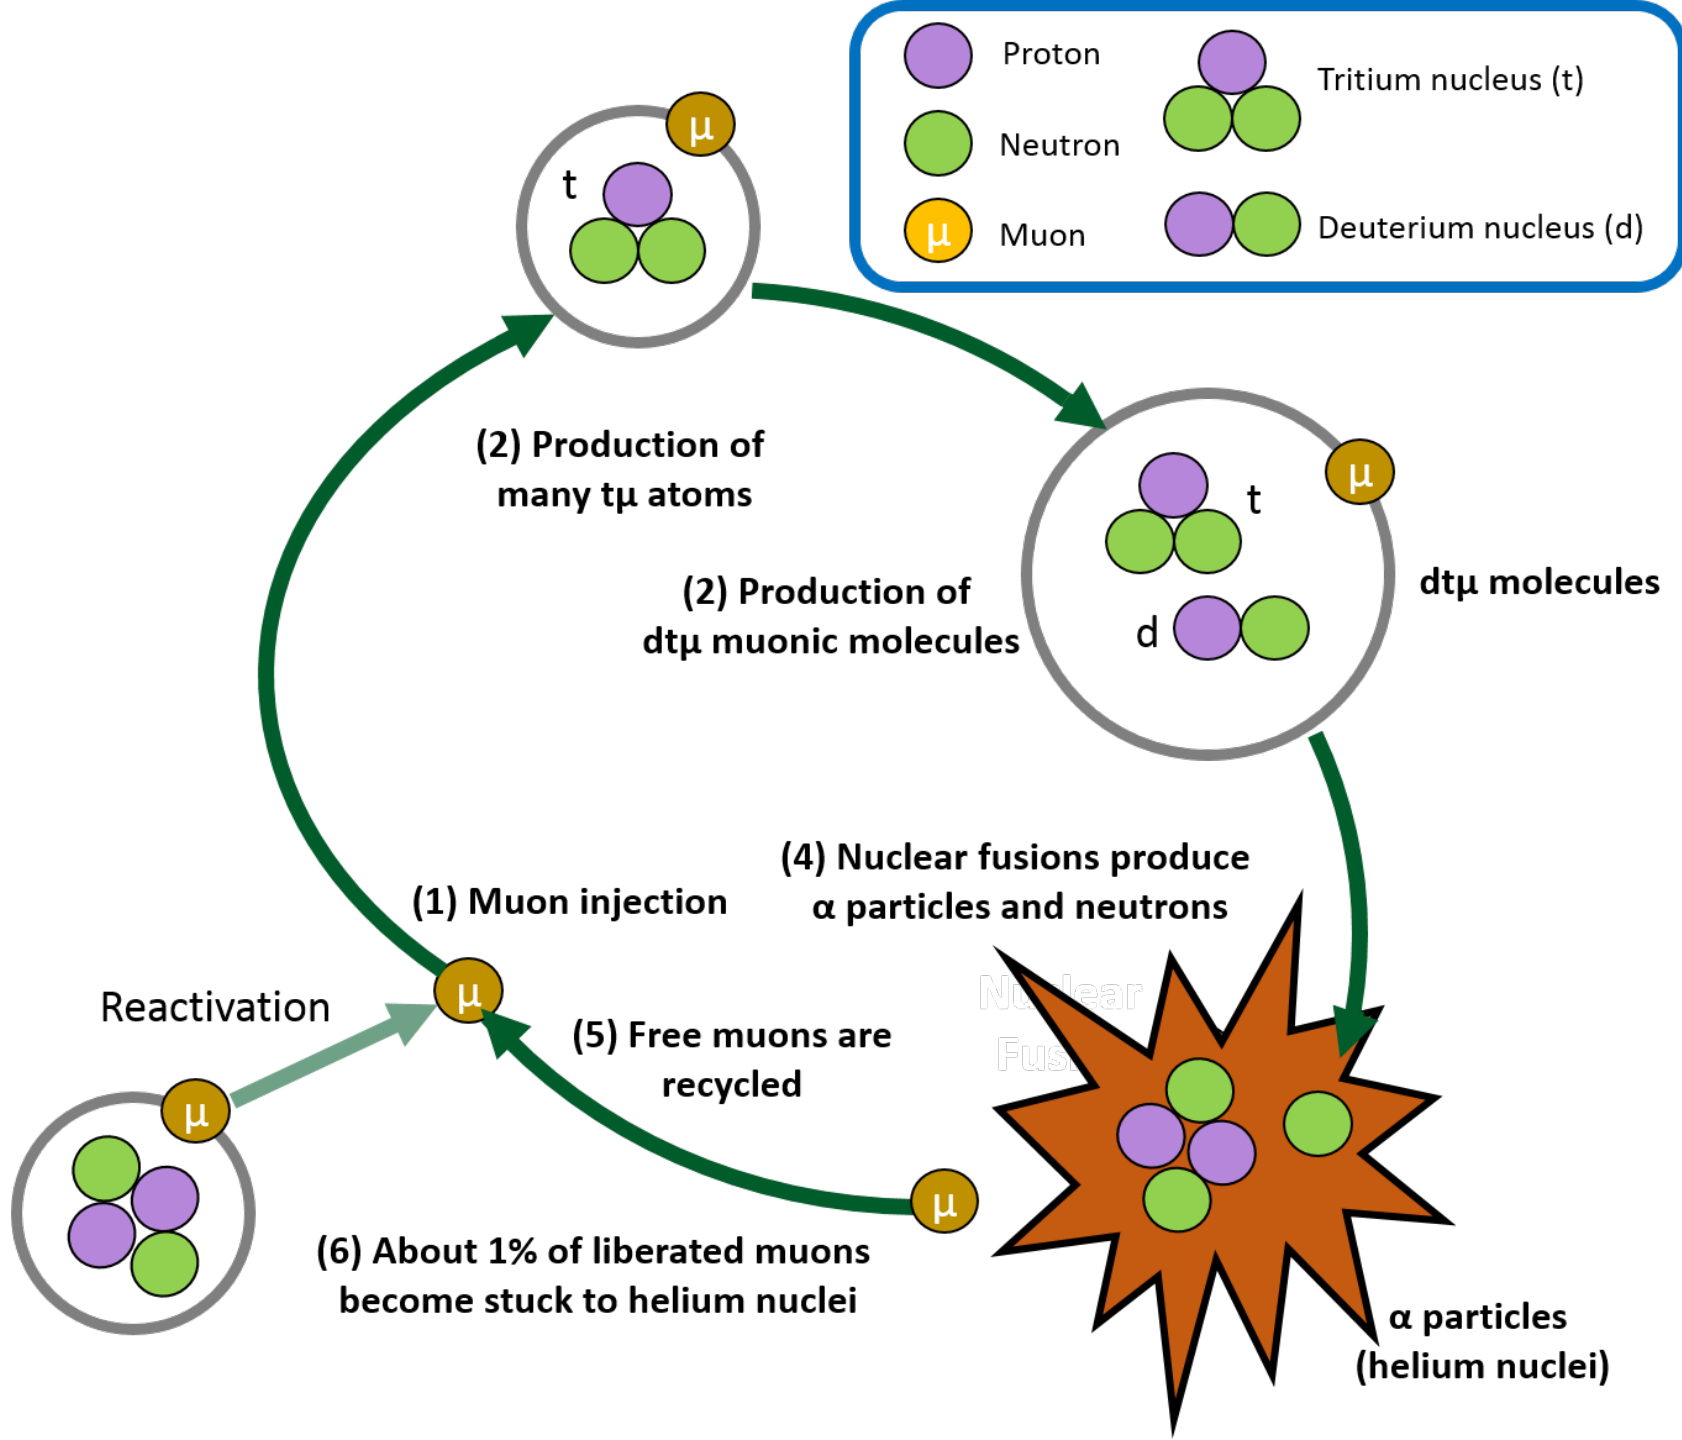 Proton
Neutron
μ Muon
Tritium nucleus (t)
Deuterium nucleus (d)
μ
t
(2) Production of
many tμ atoms
μ
t
d
dtμ molecules
(2) Production of
dtμ muonic molecules
(4) Nuclear fusions produce
α particles and neutrons
Nuclear
Fusi
(1) Muon injection
μ
Reactivation
μ
(5) Free muons are
recycled
μ
(6) About 1% of liberated muons
become stuck to helium nuclei
α particles
(helium nuclei)